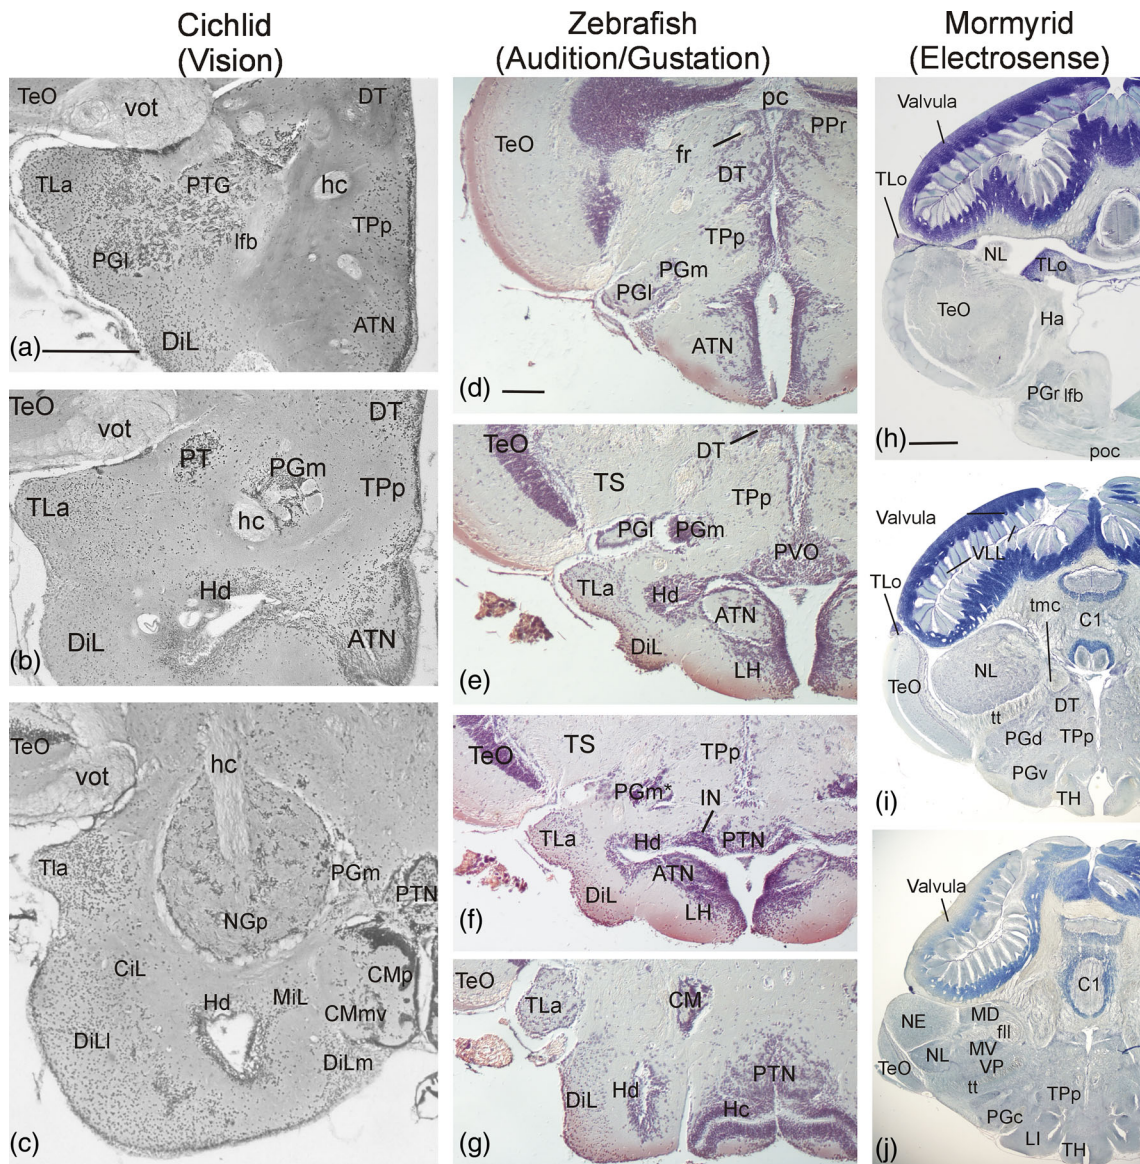 Cichlid
(Vision)
Zebrafish
(Audition/Gustation)
Mormyrid
(Electrosense)
TeO
vot
DT
TLa
PTG
hc
lfb
TPp
PGl
DiL
ATN
(a)
TeO
vot
DT
PT
PGm
TPp
TLa
hc
Hd
DiL
ATN
(b)
TeO
vot
hc
Tla
PGm
PTN
NGp
CiL
Hd
MiL
CMp
CMmv
DiLl
DiLm
(c)
pc
TeO
PPr
fr
DT
TPp
PGm
PGl
ATN
(d)
TeO
DT
TS
TPp
PGl
PGm
PVO
TLa
Hd
ATN
DiL
LH
(e)
TS
TPp
TeO
PGm*
IN
TLa
Hd
PTN
ATN
DiL
LH
(f)
TeO
TLa
CM
PTN
DiL
Hd
Hc
(g)
Valvula
TLo
NL
TLo
TeO
Ha
PGr
lfb
(h)
poc
Valvula
VLL
TLo
tmc
C1
NL
TeO
tt
DT
PGd
TPp
PGv
TH
(i)
Valvula
C1
NE
MD
fll
NL
MV
VP
TeO
tt
TPp
PGc
LI
TH
(j)